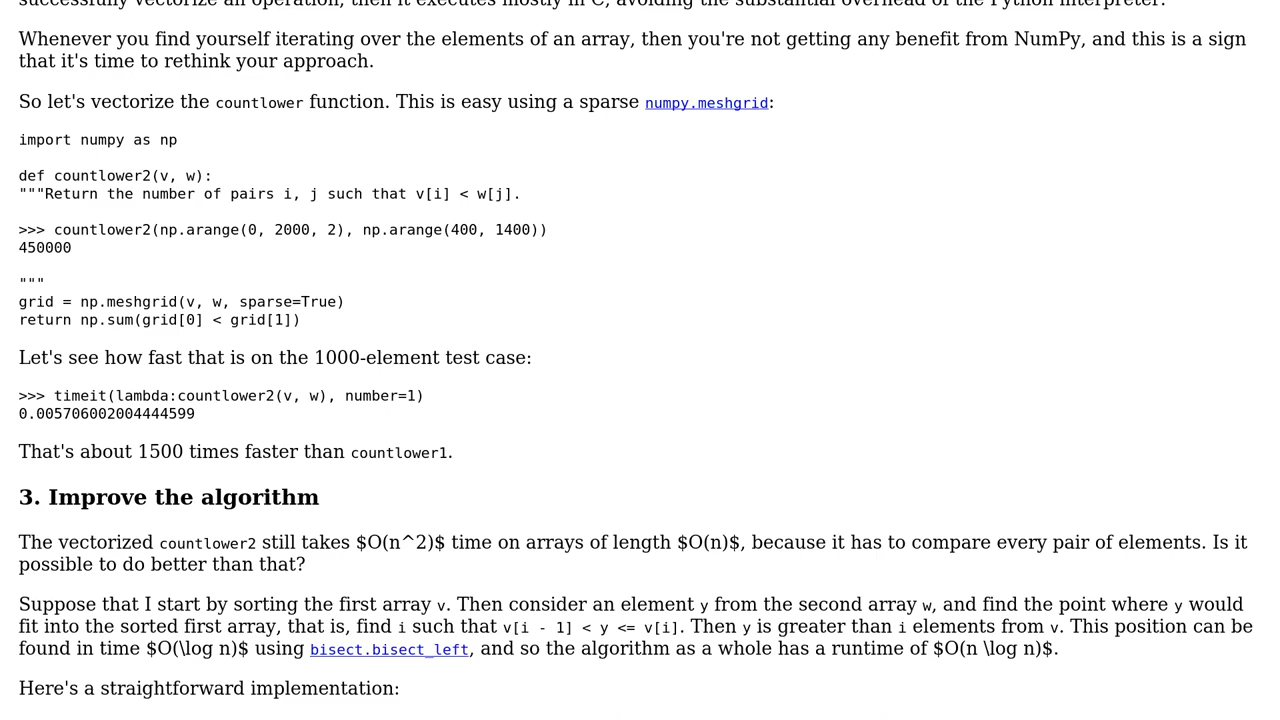 successfully vectorize an operation, then it executes mostly in C, avoiding the substantial overhead of the Python interpreter.
Whenever you find yourself iterating over the elements of an array, then you're not getting any benefit from NumPy, and this is a sign
that it's time to rethink your approach.
So let's vectorize the countlower function. This is easy using a sparse numpy.meshgrid:
import numpy as np
def countlower2(v, w):
"""Return the number of pairs i, j such that v[i] < w[j].
>>> countlower2(np.arange(0, 2000, 2), np.arange(400, 1400))
450000
"""
grid = np.meshgrid(v, w, sparse=True)
return np.sum(grid[0] < grid[1])
Let's see how fast that is on the 1000-element test case:
>>> timeit(lambda:countlower2(v, w), number=1)
0.005706002004444599
That's about 1500 times faster than countlower1.
3. Improve the algorithm
The vectorized countlower2 still takes $O(n^2)$ time on arrays of length $O(n)$, because it has to compare every pair of elements. Is it
possible to do better than that?
Suppose that I start by sorting the first array v. Then consider an element y from the second array w, and find the point where y would
fit into the sorted first array, that is, find i such that v[i - 1] < y <= v[i]. Then y is greater than i elements from v. This position can be
found in time $O(\log n)$ using bisect.bisect_left, and so the algorithm as a whole has a runtime of $O(n \log n)$.
Here's a straightforward implementation: